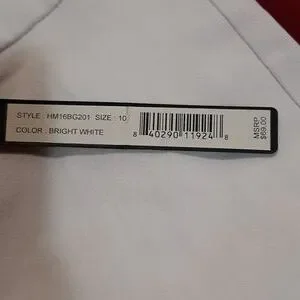 STYLE : HM16BG201 SIZE : 10
COLOR : BRIGHT WHITE
8 40290 11924 8
MSRP
$69.00